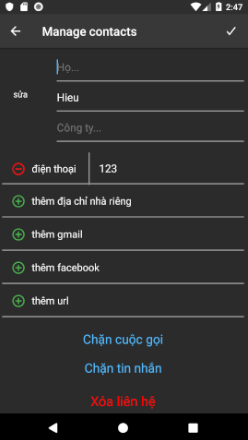 2:47
Manage contacts
Họ...
sửa
Hieu
Công ty...
điện thoại 123
thêm địa chỉ nhà riêng
thêm gmail
thêm facebook
thêm url
Chặn cuộc gọi
Chặn tin nhắn
Xóa liên hệ